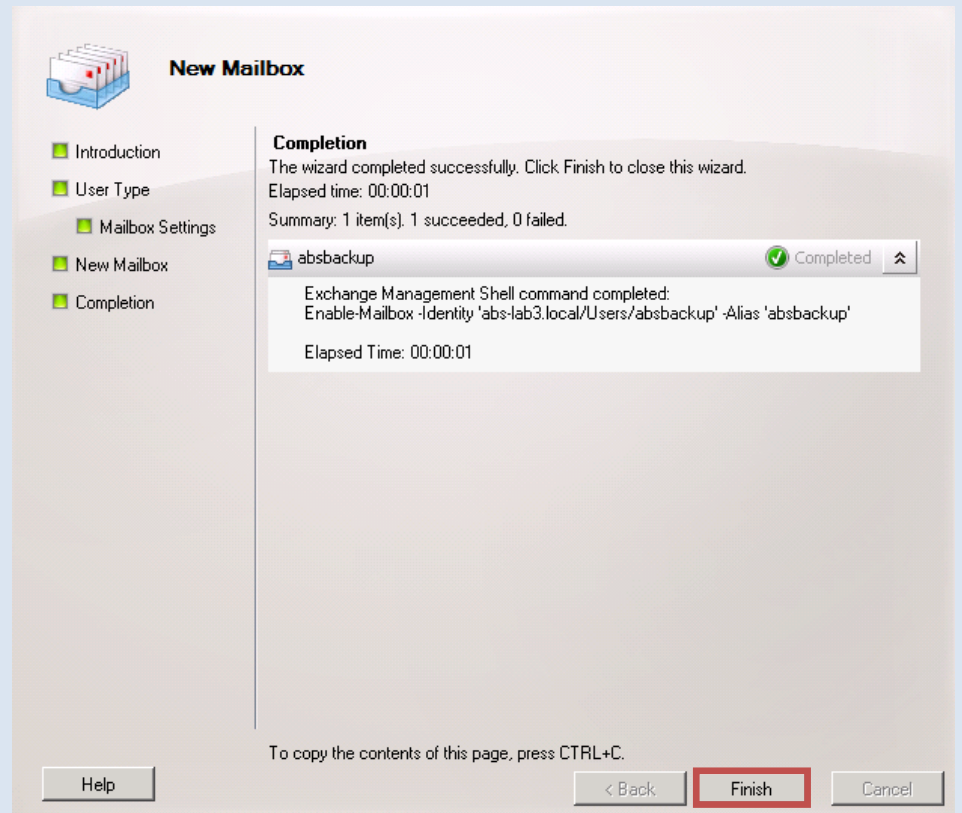 New Mailbox
Introduction
User Type
Mailbox Settings
New Mailbox
Completion
Completion
The wizard completed successfully. Click Finish to close this wizard.
Elapsed time: 00:00:01
Summary: 1 item(s). 1 succeeded, 0 failed.
absbackup
Completed
Exchange Management Shell command completed:
Enable-Mailbox -Identity 'abs-lab3.local/Users/absbackup' -Alias 'absbackup'
Elapsed Time: 00:00:01
To copy the contents of this page, press CTRL+C.
Help
< Back
Finish
Cancel